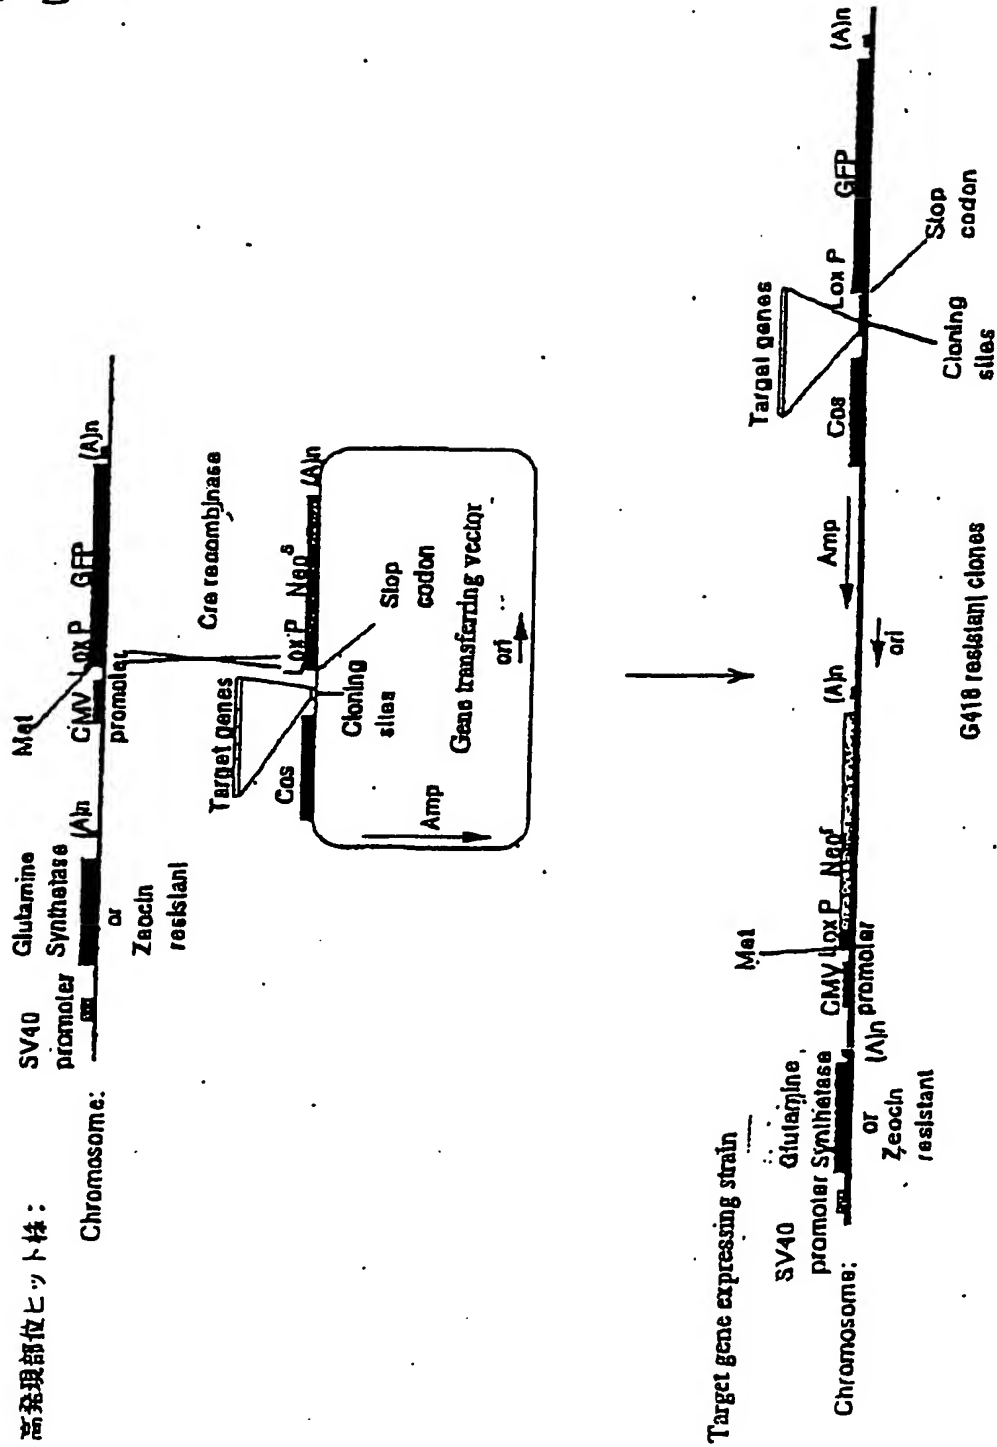 高発現部位ヒット株:
SV40 Glutamine
promoter Synthetase (A)n
or
Zeocin
resistant
Chromosome:
Met
CMV Lox P GFP (A)n
promoter
Cre recombinase
Target genes
Cos Lox P Neo^s (A)n
Cloning
sites
Stop
codon
Amp
Gene transferring vector
ori
Target gene expressing strain
SV40 Glutamine
promoter Synthetase
or
Zeocin
resistant
(A)n
Chromosome:
Met
CMV Lox P Neo^r (A)n
promoter
ori
Amp
Target genes
Cos Lox P GFP (A)n
Cloning
sites
Stop
codon
G418 resistant clones